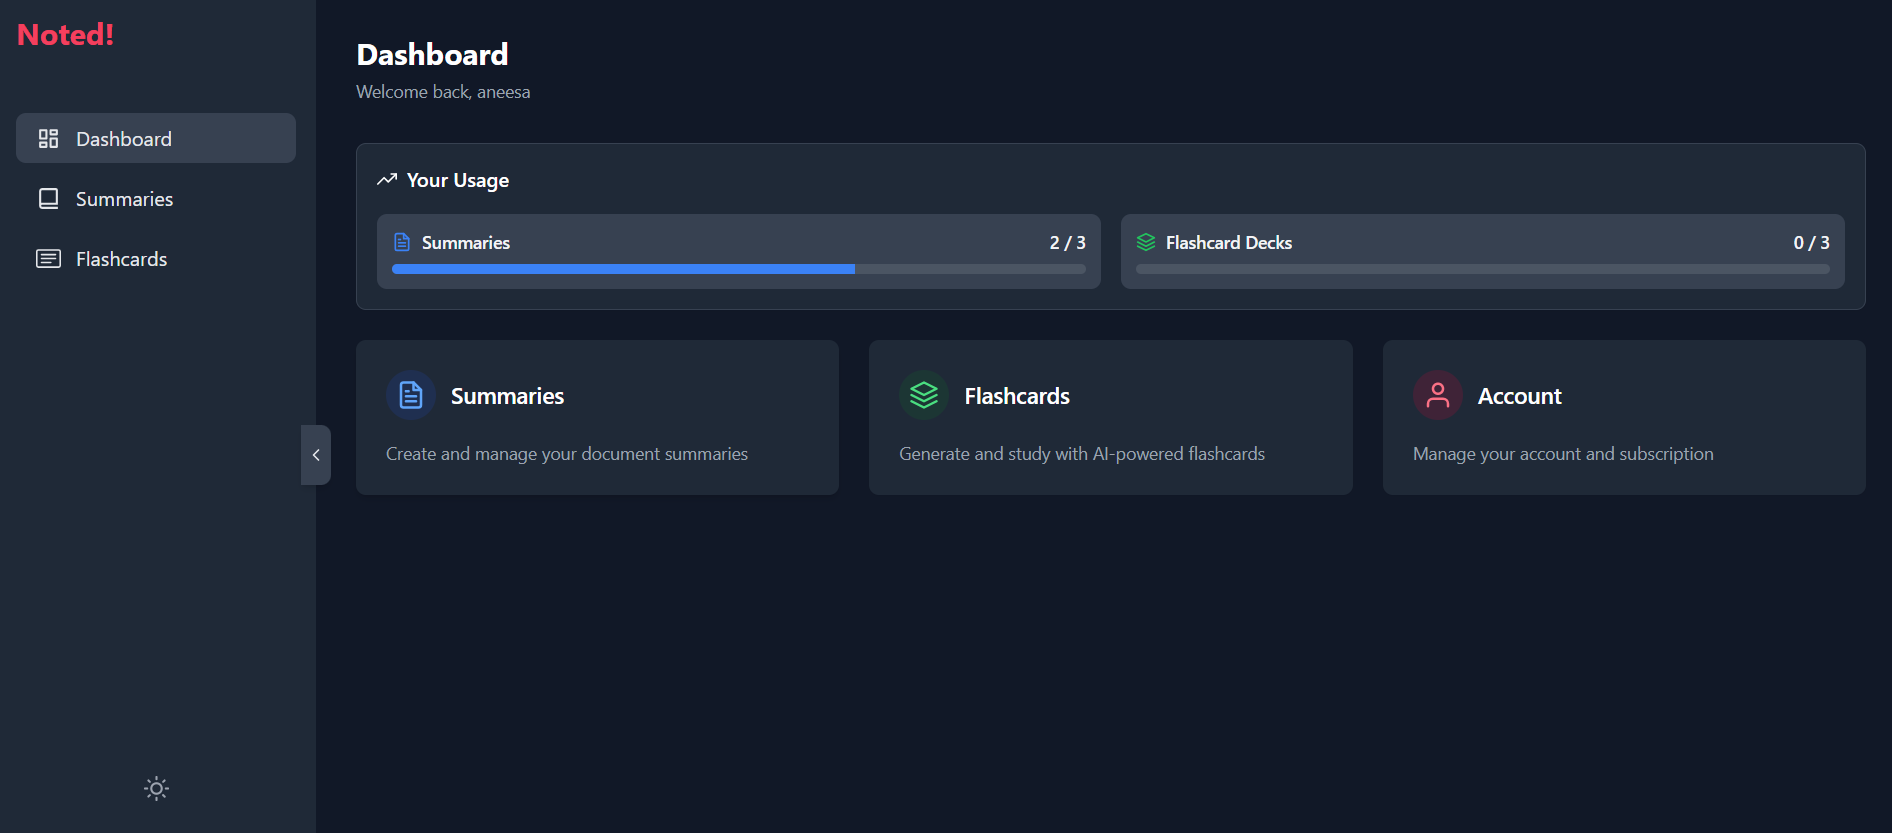 Noted!
Dashboard
Summaries
Flashcards
Dashboard
Welcome back, aneesa
Your Usage
Summaries
2 / 3
Flashcard Decks
0 / 3
Summaries
Create and manage your document summaries
Flashcards
Generate and study with AI-powered flashcards
Account
Manage your account and subscription